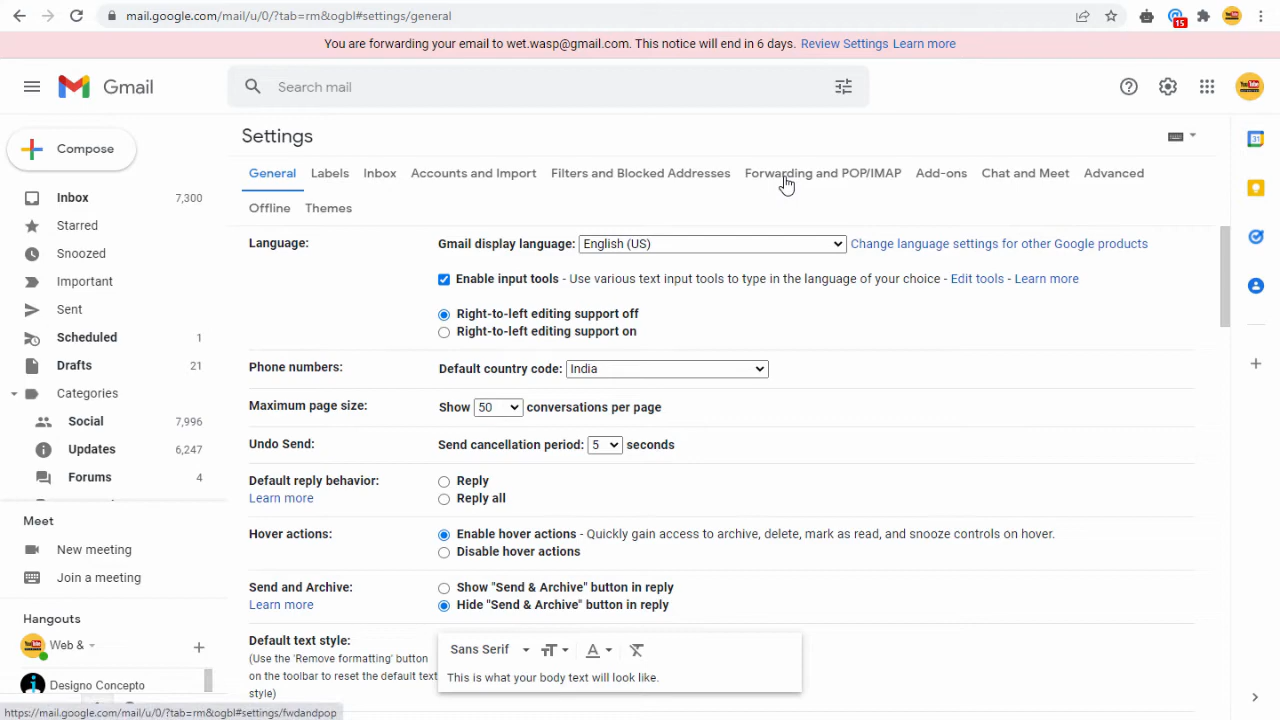 mail.google.com/mail/u/0/?tab=rm&ogbl#settings/general
15
You are forwarding your email to wet.wasp@gmail.com. This notice will end in 6 days. Review Settings Learn more
Gmail
Search mail
Compose
Settings
General Labels Inbox Accounts and Import Filters and Blocked Addresses Forwarding and POP/IMAP Add-ons Chat and Meet Advanced
Offline Themes
Inbox 7,300
Starred
Snoozed
Important
Sent
Scheduled 1
Drafts 21
Categories
Social 7,996
Updates 6,247
Forums 4
Meet
New meeting
Join a meeting
Hangouts
Web &
Designo Concepto
Language: Gmail display language: English (US) Change language settings for other Google products
Enable input tools - Use various text input tools to type in the language of your choice - Edit tools - Learn more
Right-to-left editing support off
Right-to-left editing support on
Phone numbers: Default country code: India
Maximum page size: Show 50 conversations per page
Undo Send: Send cancellation period: 5 seconds
Default reply behavior: Reply
Learn more Reply all
Hover actions: Enable hover actions - Quickly gain access to archive, delete, mark as read, and snooze controls on hover.
Disable hover actions
Send and Archive: Show "Send & Archive" button in reply
Learn more Hide "Send & Archive" button in reply
Default text style: Sans Serif
(Use the 'Remove formatting' button
on the toolbar to reset the default text
style)
This is what your body text will look like.
https://mail.google.com/mail/u/0/?tab=rm&ogbl#settings/fwdandpop